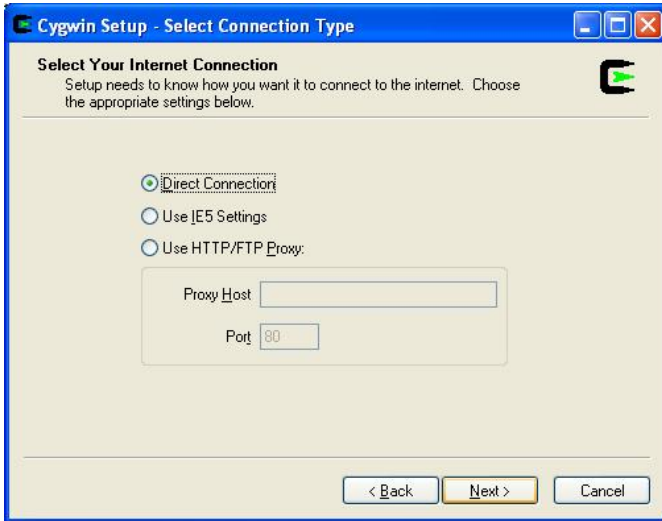 Cygwin Setup - Select Connection Type
Select Your Internet Connection
Setup needs to know how you want it to connect to the internet. Choose
the appropriate settings below.
Direct Connection
Use IE5 Settings
Use HTTP/FTP Proxy:
Proxy Host
Port 80
< Back Next > Cancel